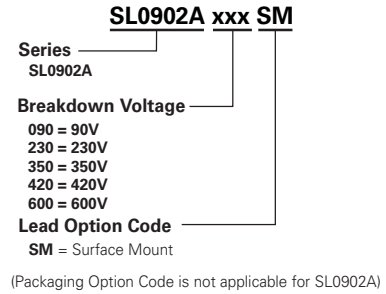 SL0902A xxx SM
Series
SL0902A
Breakdown Voltage
090 = 90V
230 = 230V
350 = 350V
420 = 420V
600 = 600V
Lead Option Code
SM = Surface Mount
(Packaging Option Code is not applicable for SL0902A)